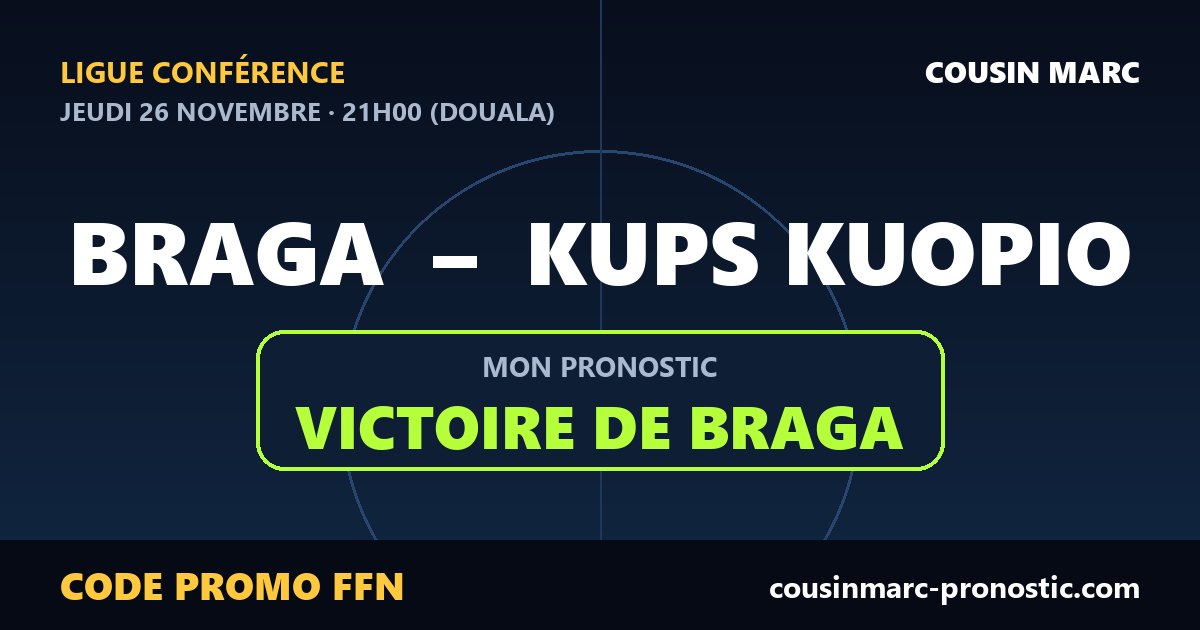 LIGUE CONFÉRENCE
COUSIN MARC
JEUDI 26 NOVEMBRE · 21H00 (DOUALA)
BRAGA – KUPS KUOPIO
MON PRONOSTIC
VICTOIRE DE BRAGA
CODE PROMO FFN
cousinmarc-pronostic.com